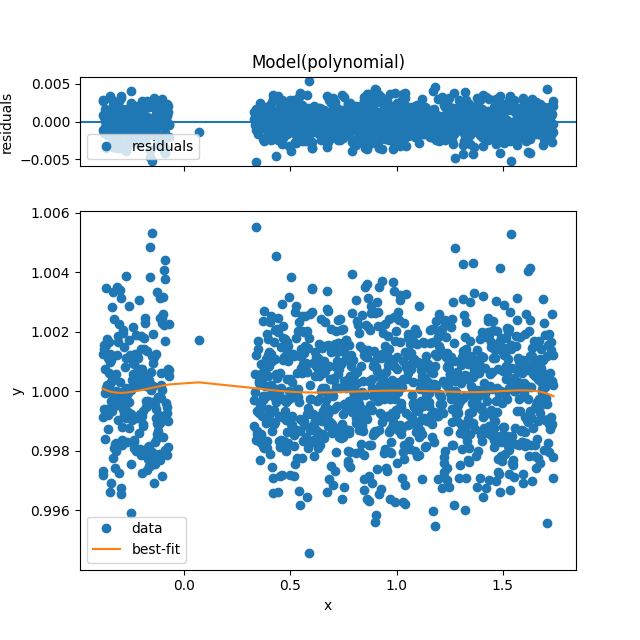 Model(polynomial)
0.005
0.000
−0.005
residuals
residuals
1.006
1.004
1.002
1.000
0.998
0.996
y
data
best-fit
0.0 0.5 1.0 1.5
x